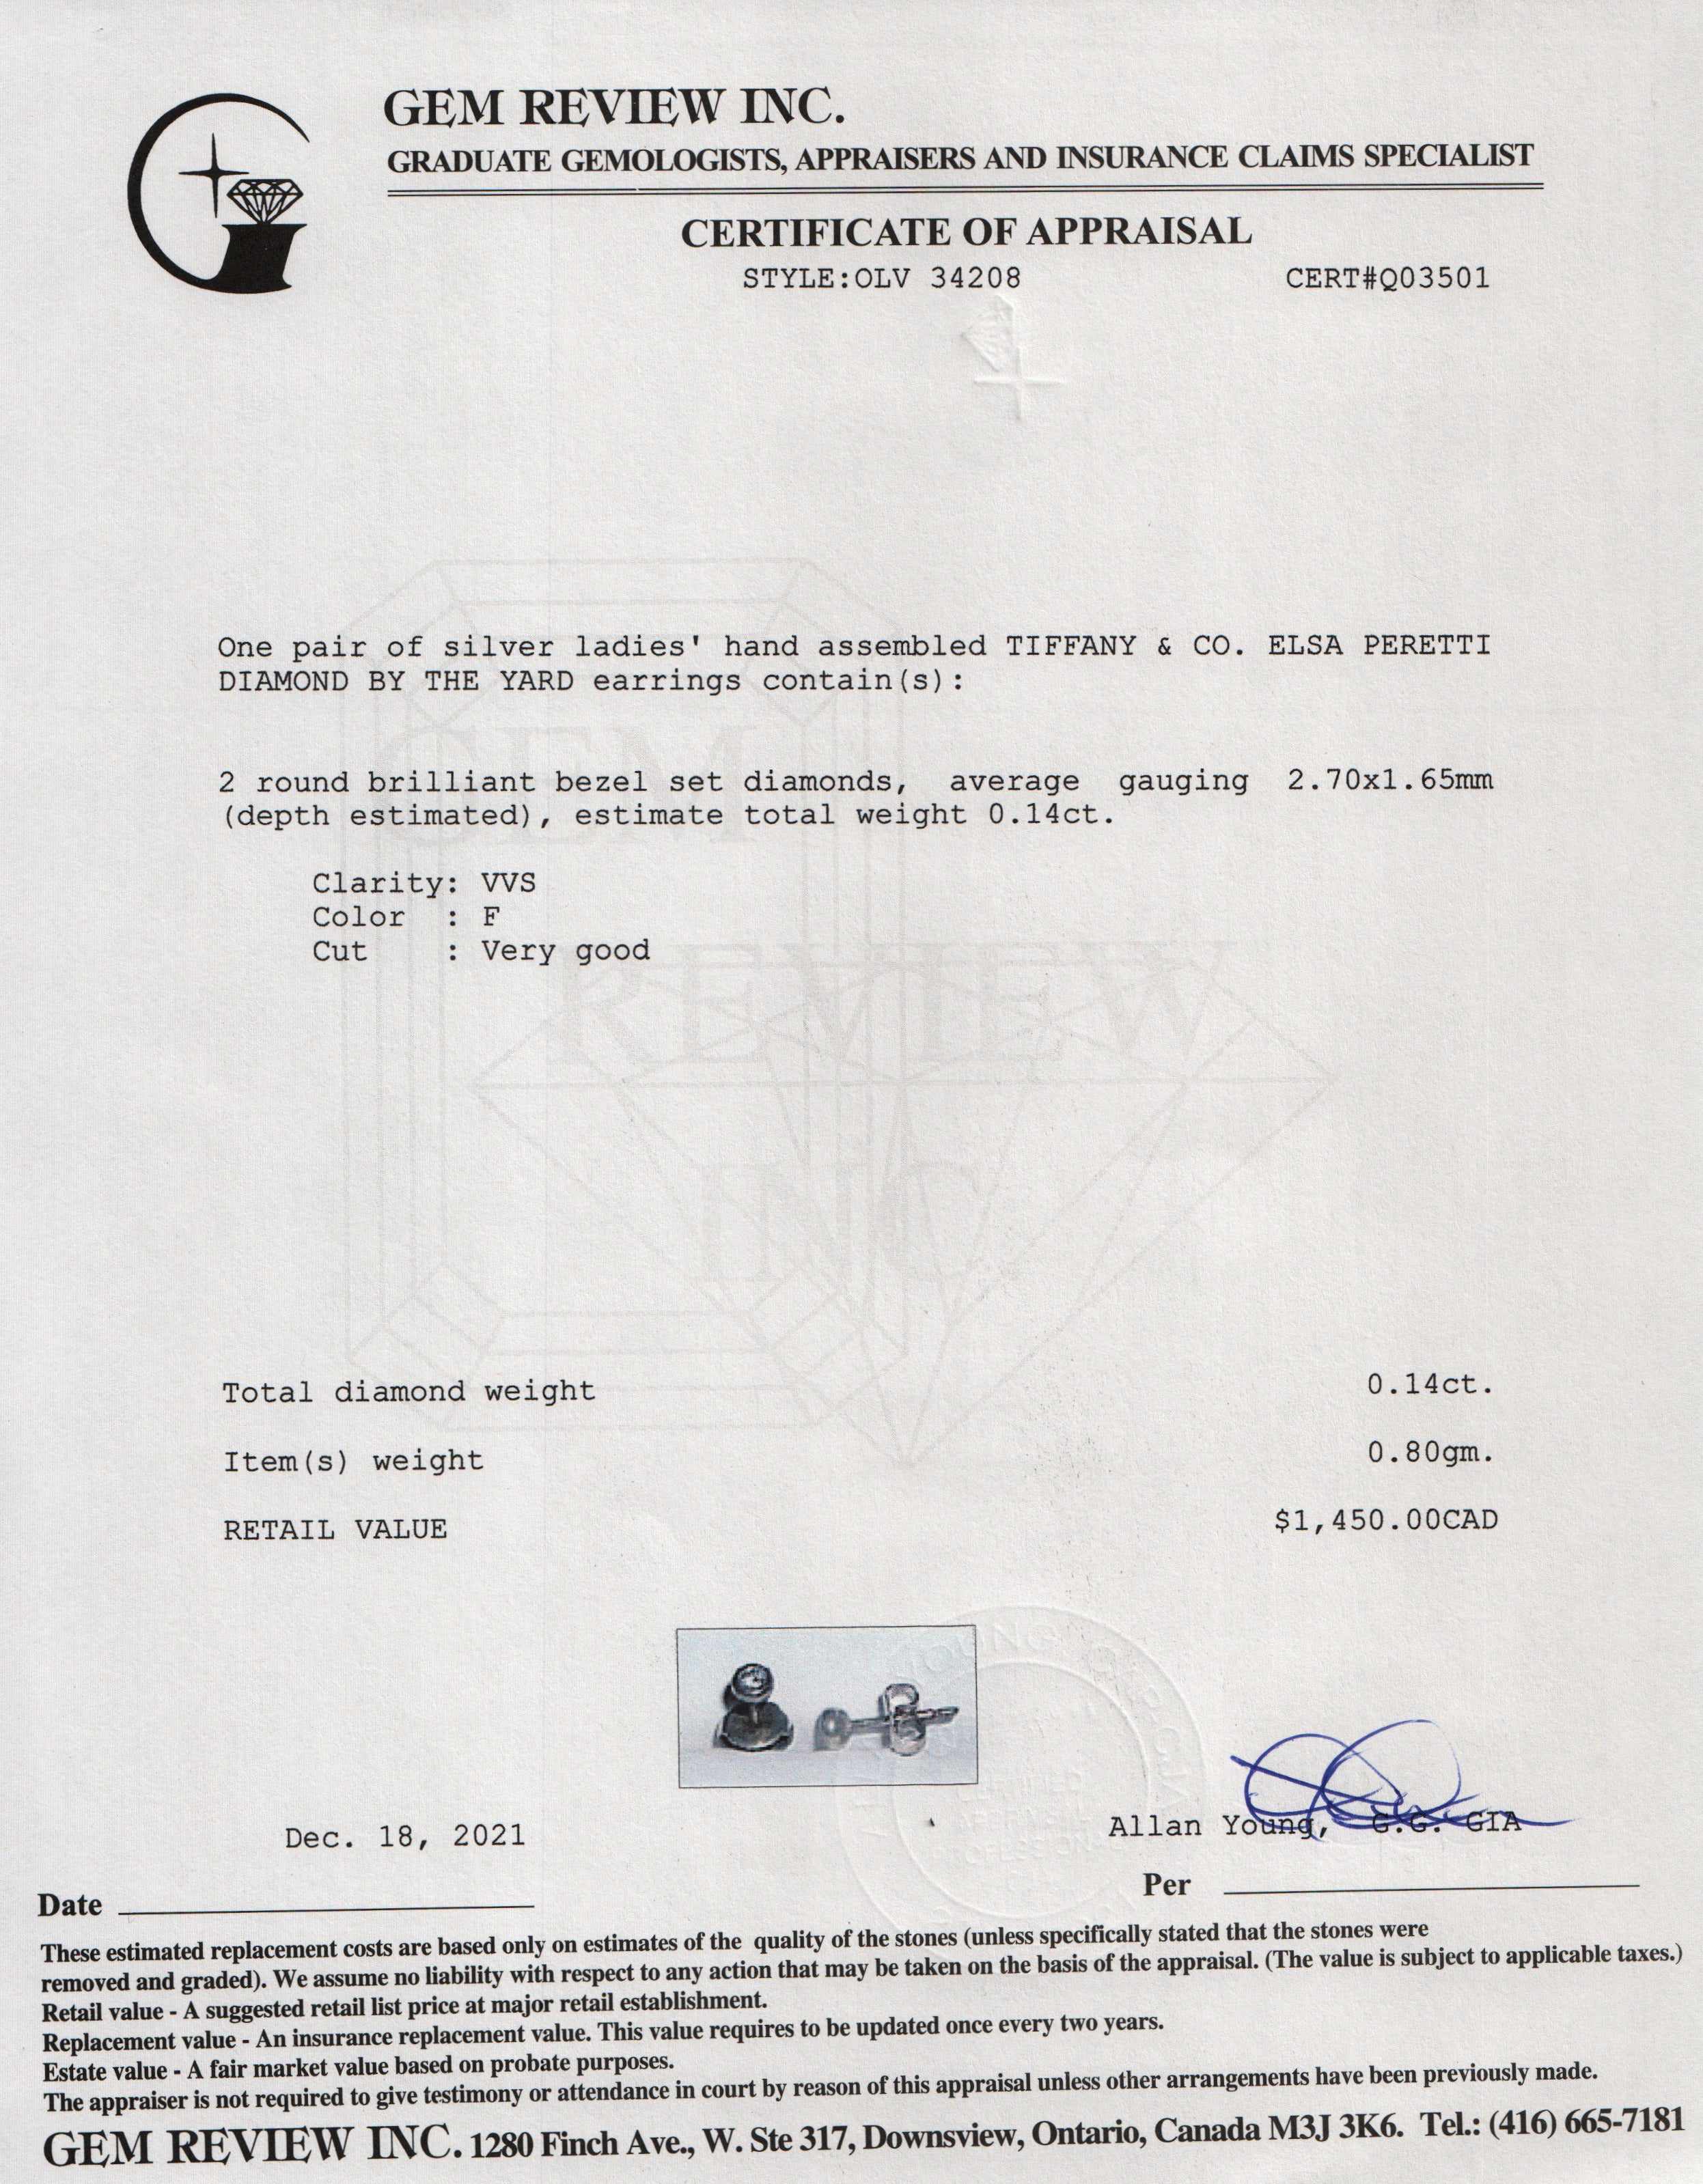 GEM REVIEW INC.
GRADUATE GEMOLOGISTS, APPRAISERS AND INSURANCE CLAIMS SPECIALIST
CERTIFICATE OF APPRAISAL
STYLE:OLV 34208 CERT#Q03501
One pair of silver ladies' hand assembled TIFFANY & CO. ELSA PERETTI
DIAMOND BY THE YARD earrings contain(s):
2 round brilliant bezel set diamonds, average gauging 2.70x1.65mm
(depth estimated), estimate total weight 0.14ct.
Clarity: VVS
Color : F
Cut : Very good
GEM
REVIEW
INC
Total diamond weight 0.14ct.
Item(s) weight 0.80gm.
RETAIL VALUE $1,450.00CAD
Dec. 18, 2021 Allan Young, G.G. GIA
Date Per
These estimated replacement costs are based only on estimates of the quality of the stones (unless specifically stated that the stones were
removed and graded). We assume no liability with respect to any action that may be taken on the basis of the appraisal. (The value is subject to applicable taxes.)
Retail value - A suggested retail list price at major retail establishment.
Replacement value - An insurance replacement value. This value requires to be updated once every two years.
Estate value - A fair market value based on probate purposes.
The appraiser is not required to give testimony or attendance in court by reason of this appraisal unless other arrangements have been previously made.
GEM REVIEW INC. 1280 Finch Ave., W. Ste 317, Downsview, Ontario, Canada M3J 3K6. Tel.: (416) 665-7181